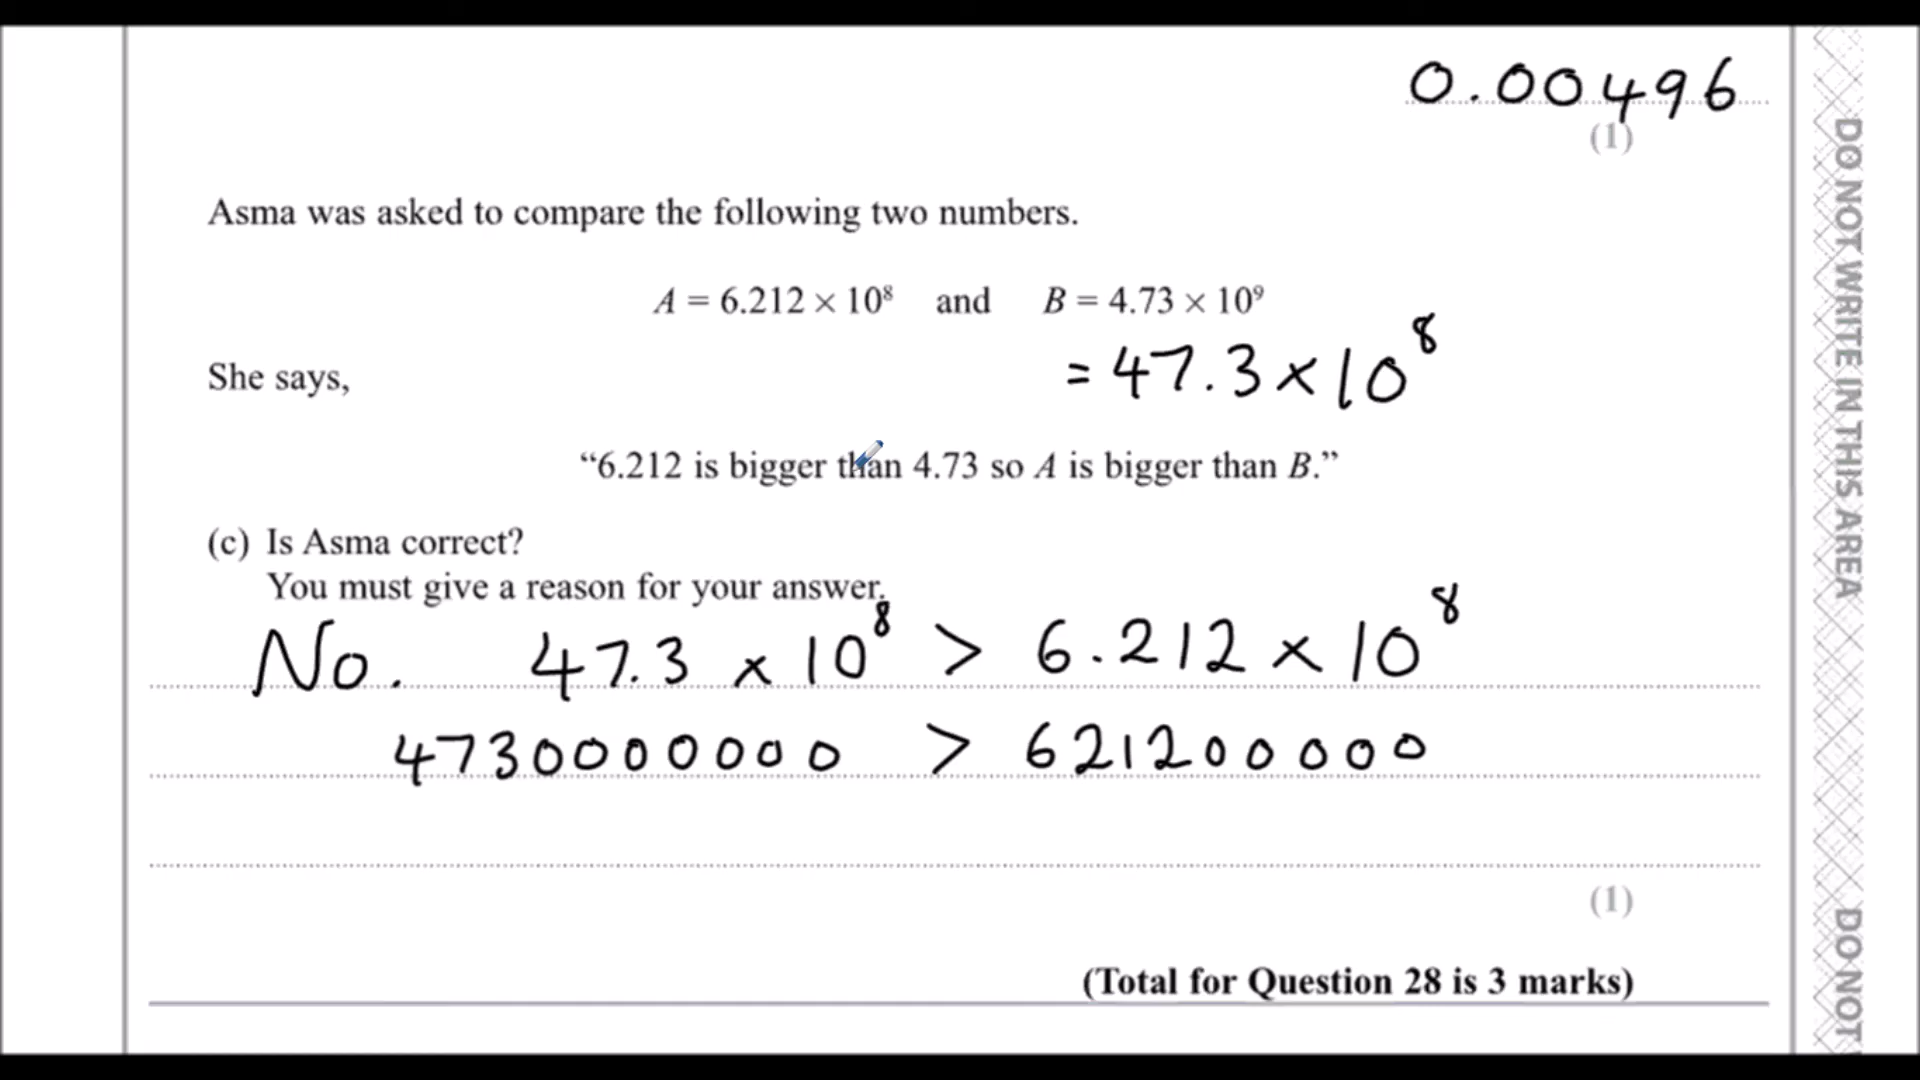 0.00496
(1)
Asma was asked to compare the following two numbers.
A = 6.212 × 10⁸ and B = 4.73 × 10⁹
= 47.3 × 10⁸
She says,
“6.212 is bigger than 4.73 so A is bigger than B.”
(c) Is Asma correct?
You must give a reason for your answer.
No. 47.3 × 10⁸ > 6.212 × 10⁸
4730000000 > 621200000
(1)
(Total for Question 28 is 3 marks)
DO NOT WRITE IN THIS AREA
DO NOT